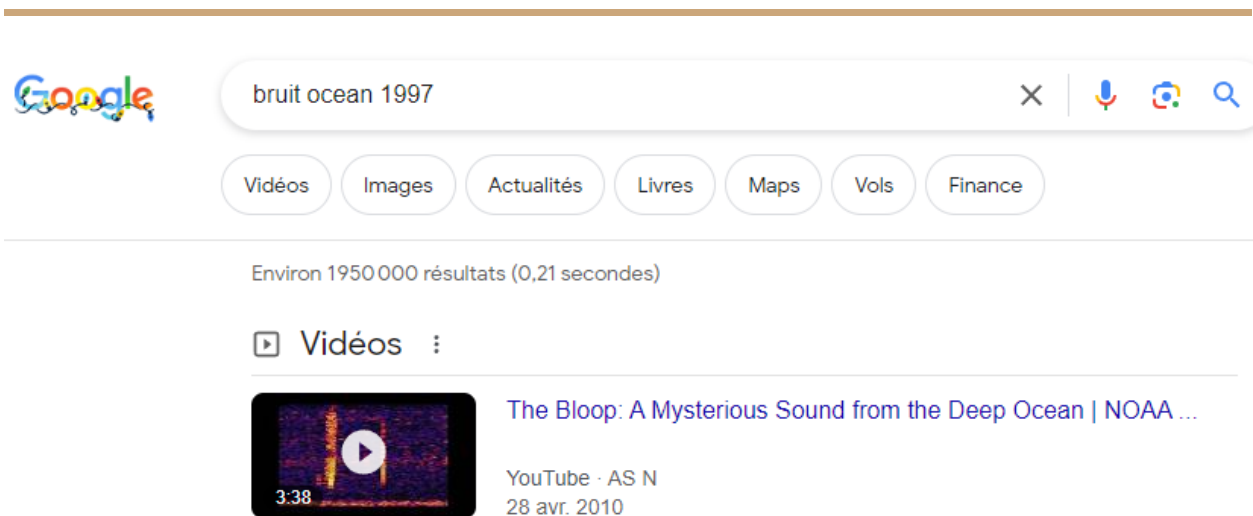 Google
bruit ocean 1997
Vidéos Images Actualités Livres Maps Vols Finance
Environ 1 950 000 résultats (0,21 secondes)
Vidéos
The Bloop: A Mysterious Sound from the Deep Ocean | NOAA ...
3:38
YouTube · AS N
28 avr. 2010